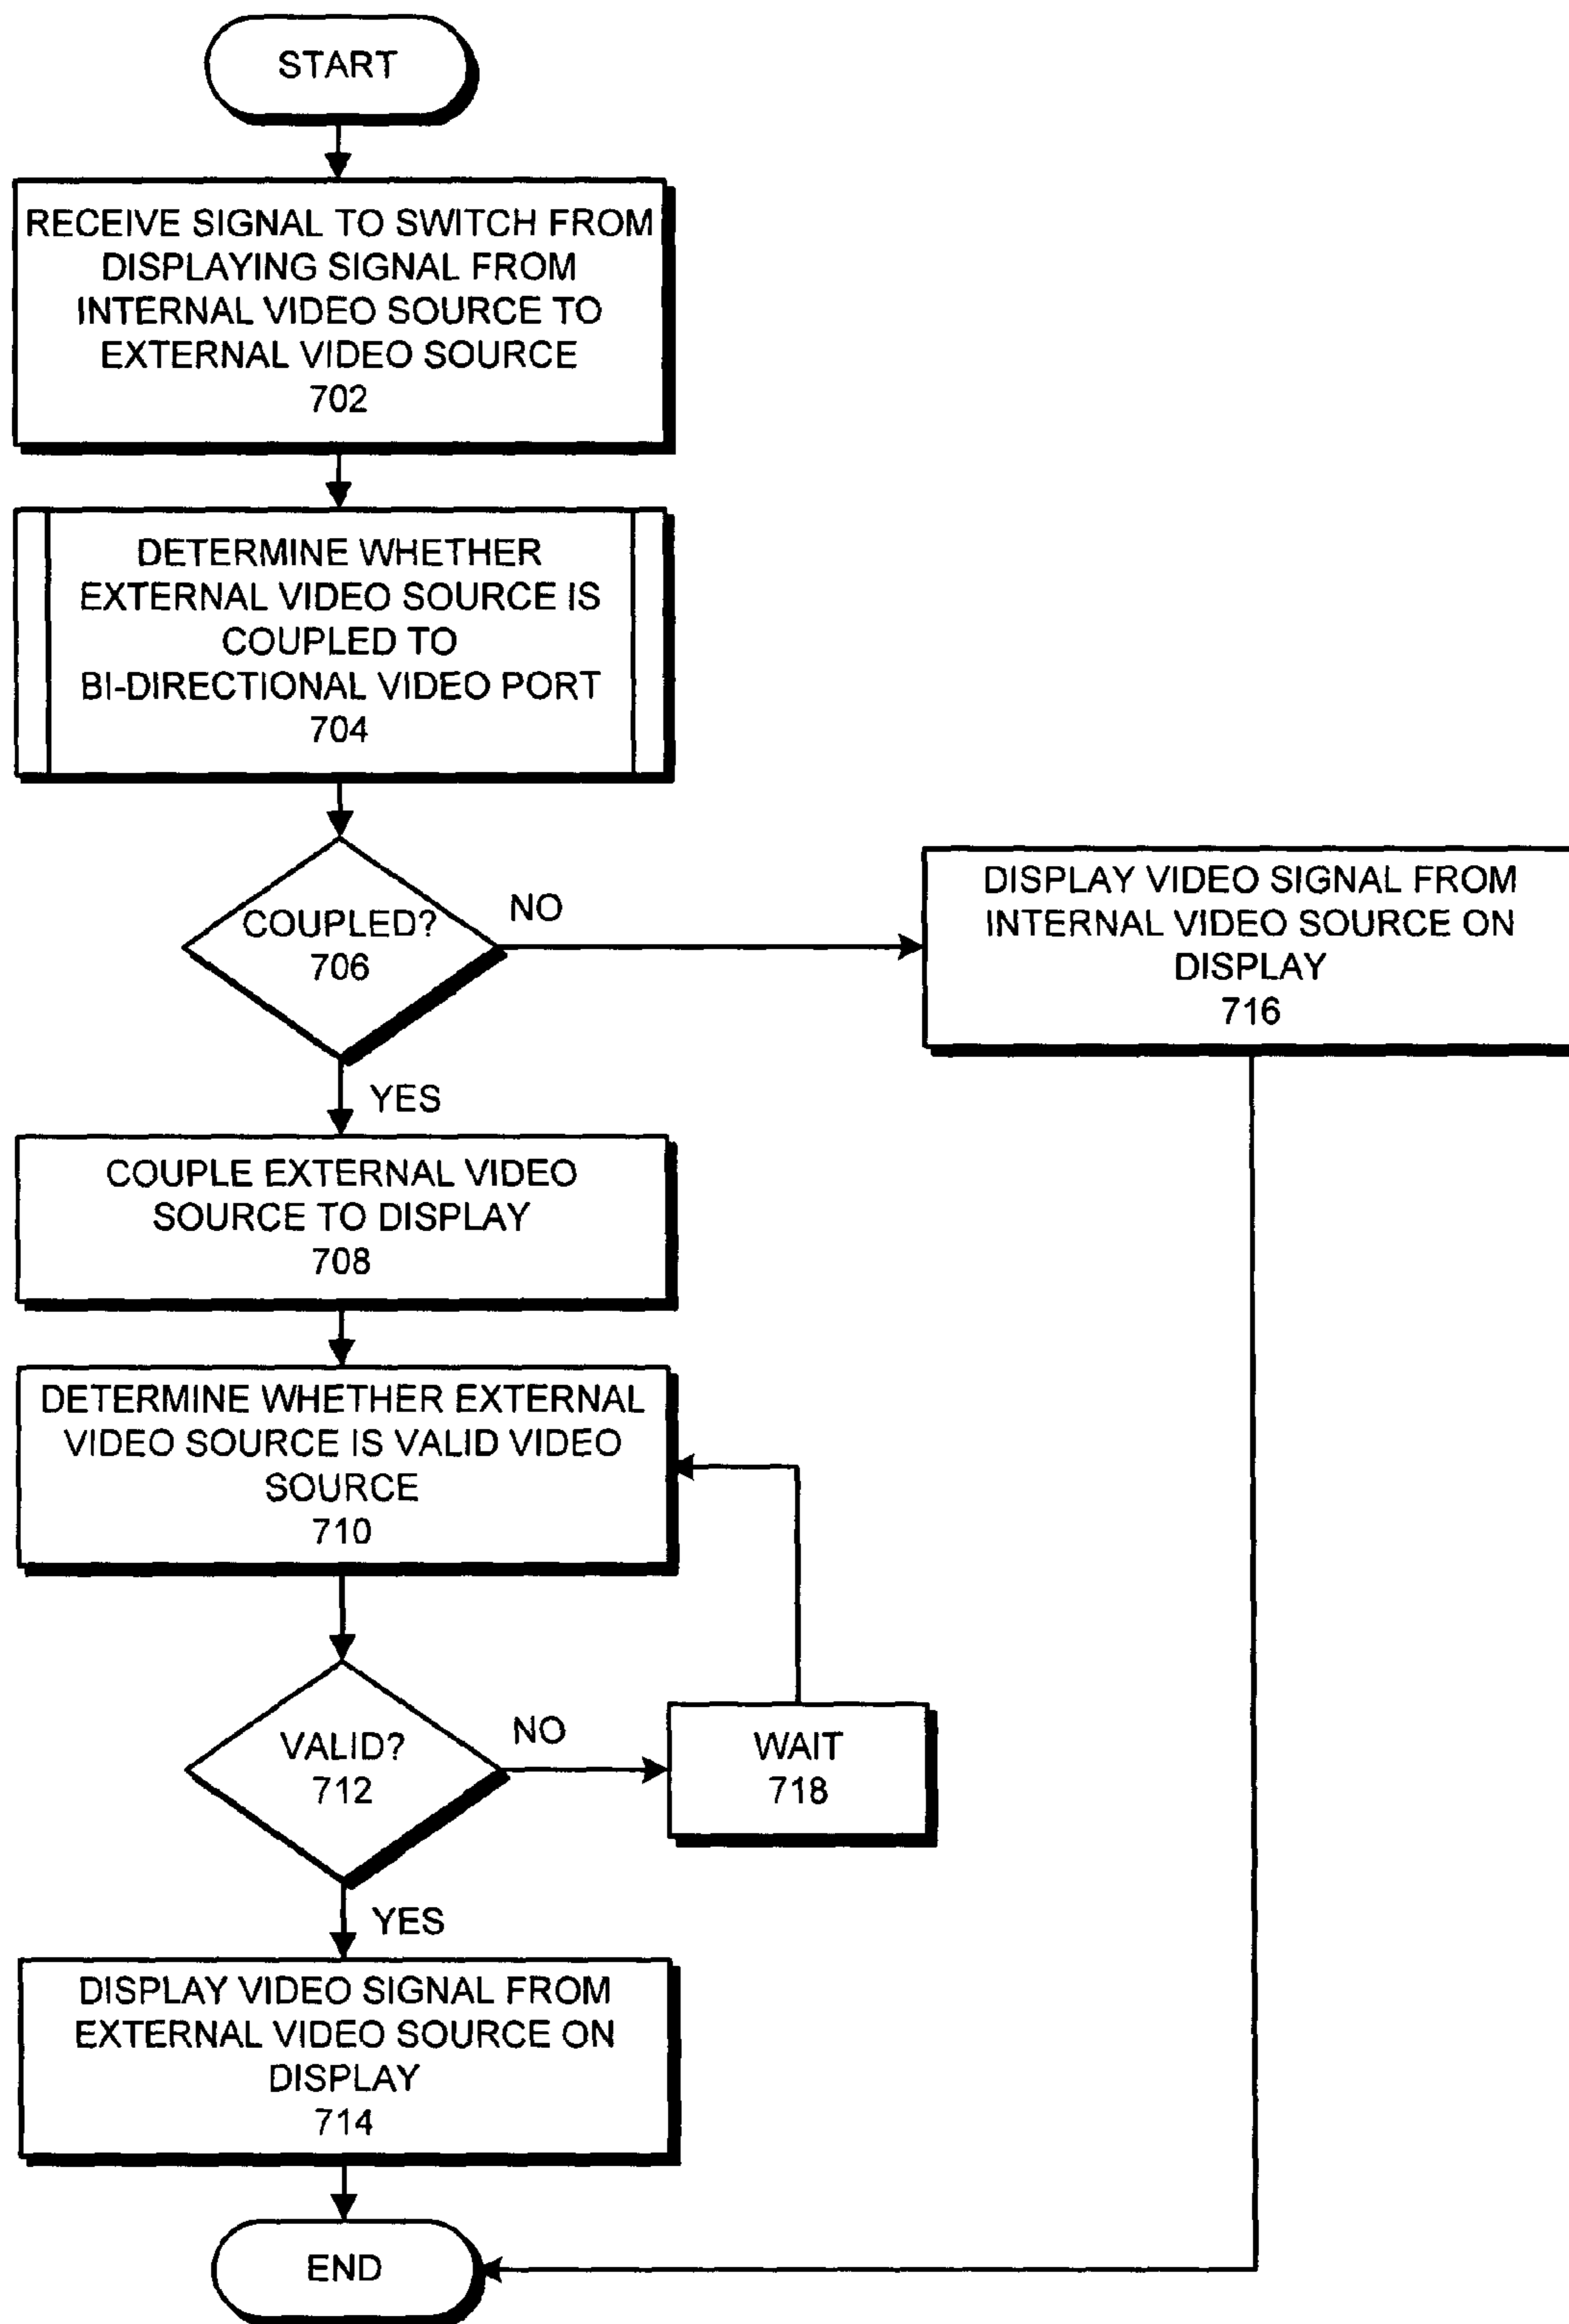 START
RECEIVE SIGNAL TO SWITCH FROM
DISPLAYING SIGNAL FROM
INTERNAL VIDEO SOURCE TO
EXTERNAL VIDEO SOURCE
702
DETERMINE WHETHER
EXTERNAL VIDEO SOURCE IS
COUPLED TO
BI-DIRECTIONAL VIDEO PORT
704
COUPLED?
706
NO
DISPLAY VIDEO SIGNAL FROM
INTERNAL VIDEO SOURCE ON
DISPLAY
716
YES
COUPLE EXTERNAL VIDEO
SOURCE TO DISPLAY
708
DETERMINE WHETHER EXTERNAL
VIDEO SOURCE IS VALID VIDEO
SOURCE
710
VALID?
712
NO
WAIT
718
YES
DISPLAY VIDEO SIGNAL FROM
EXTERNAL VIDEO SOURCE ON
DISPLAY
714
END